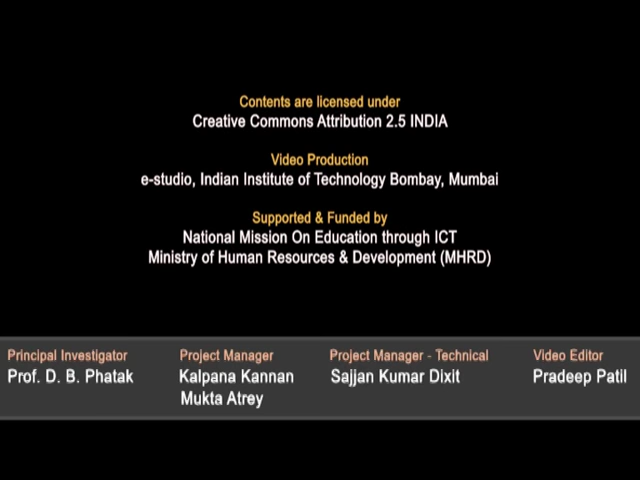 Contents are licensed under
Creative Commons Attribution 2.5 INDIA
Video Production
e-studio, Indian Institute of Technology Bombay, Mumbai
Supported & Funded by
National Mission On Education through ICT
Ministry of Human Resources & Development (MHRD)
Principal Investigator
Prof. D. B. Phatak
Project Manager
Kalpana Kannan
Mukta Atrey
Project Manager - Technical
Sajjan Kumar Dixit
Video Editor
Pradeep Patil